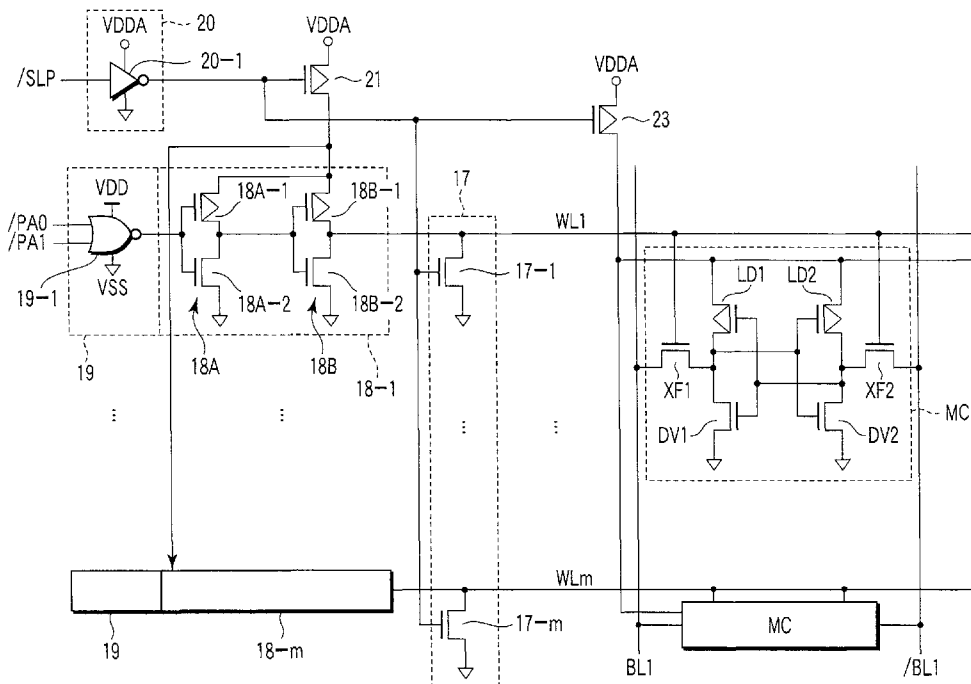 VDDA
20
VDDA
20-1
/SLP
21
VDDA
23
VDD
18A-1
18B-1
17
WL1
/PA0
/PA1
17-1
LD1
LD2
VSS
18A-2
18B-2
19-1
19
18A
18B
18-1
XF1
XF2
MC
DV1
DV2
...
...
...
...
WLm
MC
17-m
19
18-m
BL1
/BL1